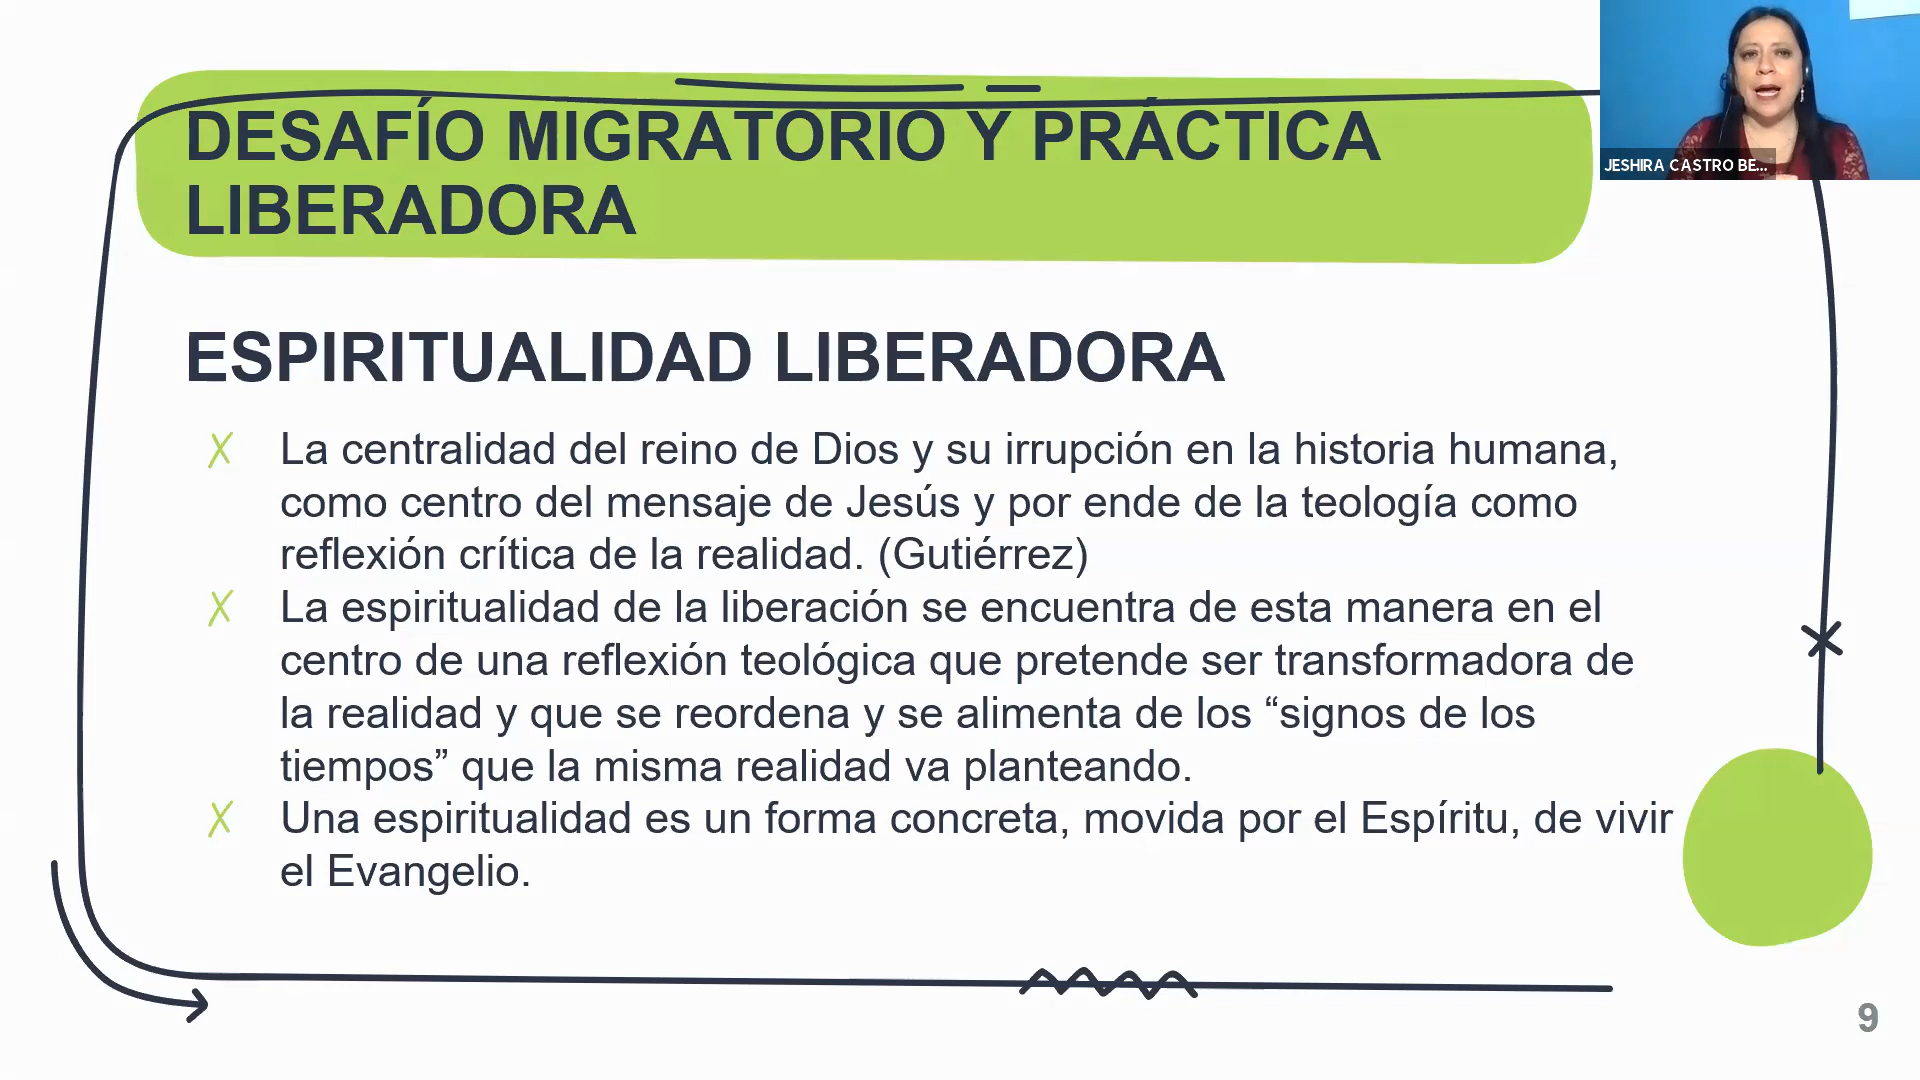 DESAFÍO MIGRATORIO Y PRÁCTICA
LIBERADORA
JESHIRA CASTRO BE...
ESPIRITUALIDAD LIBERADORA
✗ La centralidad del reino de Dios y su irrupción en la historia humana,
como centro del mensaje de Jesús y por ende de la teología como
reflexión crítica de la realidad. (Gutiérrez)
✗ La espiritualidad de la liberación se encuentra de esta manera en el
centro de una reflexión teológica que pretende ser transformadora de
la realidad y que se reordena y se alimenta de los “signos de los
tiempos” que la misma realidad va planteando.
✗ Una espiritualidad es un forma concreta, movida por el Espíritu, de vivir
el Evangelio.
9